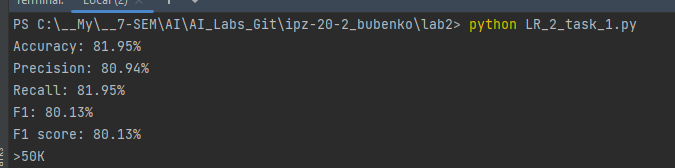 Terminal: Local (2)
PS C:\__My\__7-SEM\AI\AI_Labs_Git\ipz-20-2_bubenko\lab2> python LR_2_task_1.py
Accuracy: 81.95%
Precision: 80.94%
Recall: 81.95%
F1: 80.13%
F1 score: 80.13%
>50K